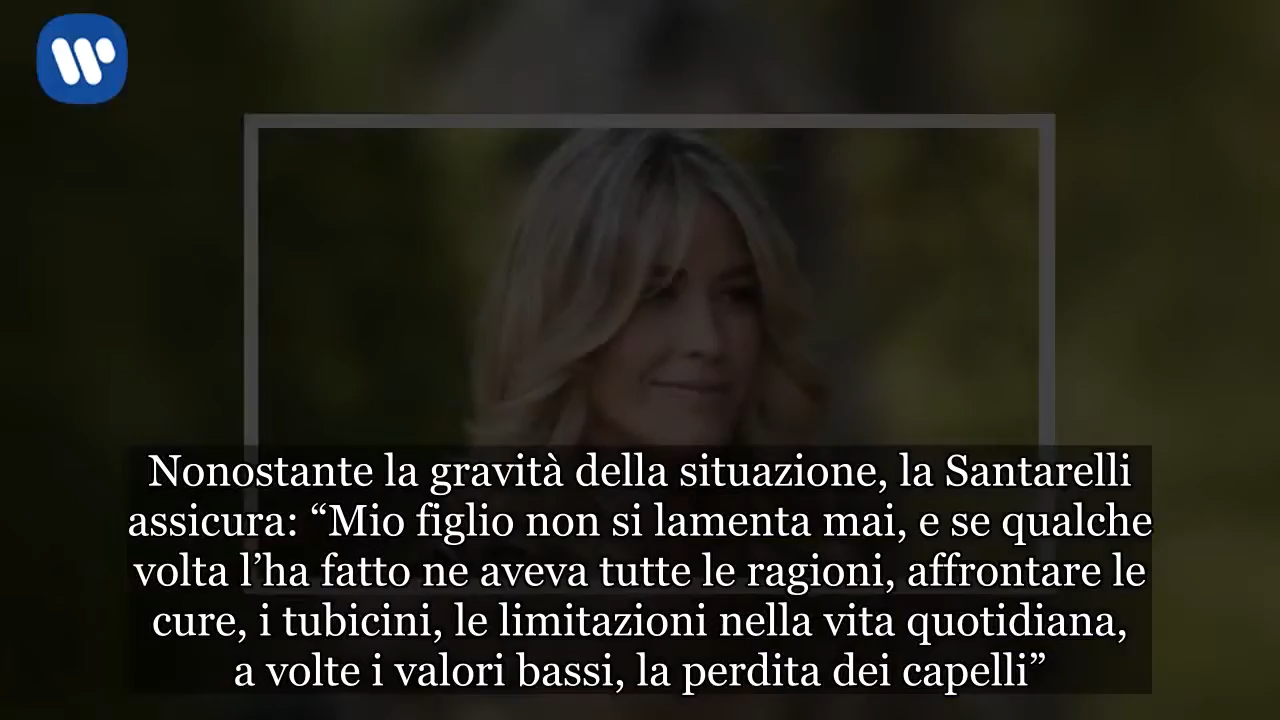 Nonostante la gravità della situazione, la Santarelli
assicura: “Mio figlio non si lamenta mai, e se qualche
volta l’ha fatto ne aveva tutte le ragioni, affrontare le
cure, i tubicini, le limitazioni nella vita quotidiana,
a volte i valori bassi, la perdita dei capelli”